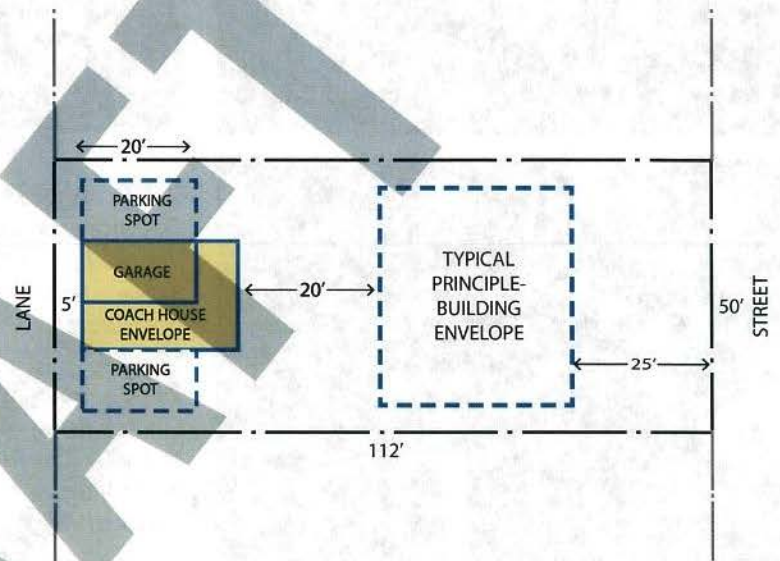 20'
PARKING
SPOT
GARAGE
COACH HOUSE
ENVELOPE
PARKING
SPOT
LANE
5'
20'
TYPICAL
PRINCIPLE-
BUILDING
ENVELOPE
25'
50'
STREET
112'